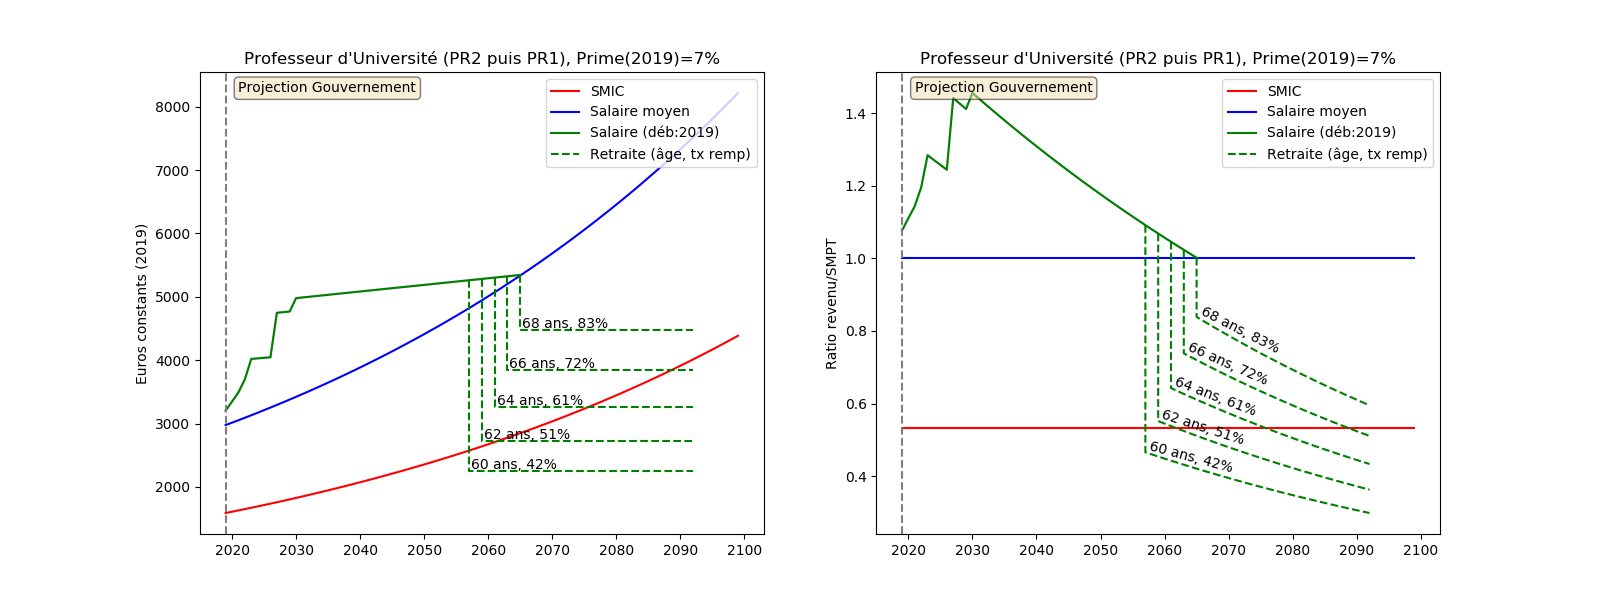 Professeur d'Université (PR2 puis PR1), Prime(2019)=7%
Projection Gouvernement
SMIC
Salaire moyen
Salaire (déb:2019)
Retraite (âge, tx remp)
Euros constants (2019)
8000
7000
6000
5000
4000
3000
2000
68 ans, 83%
66 ans, 72%
64 ans, 61%
62 ans, 51%
60 ans, 42%
2020 2030 2040 2050 2060 2070 2080 2090 2100
Professeur d'Université (PR2 puis PR1), Prime(2019)=7%
Projection Gouvernement
SMIC
Salaire moyen
Salaire (déb:2019)
Retraite (âge, tx remp)
Ratio revenu/SMPT
1.4
1.2
1.0
0.8
0.6
0.4
68 ans, 83%
66 ans, 72%
64 ans, 61%
62 ans, 51%
60 ans, 42%
2020 2030 2040 2050 2060 2070 2080 2090 2100